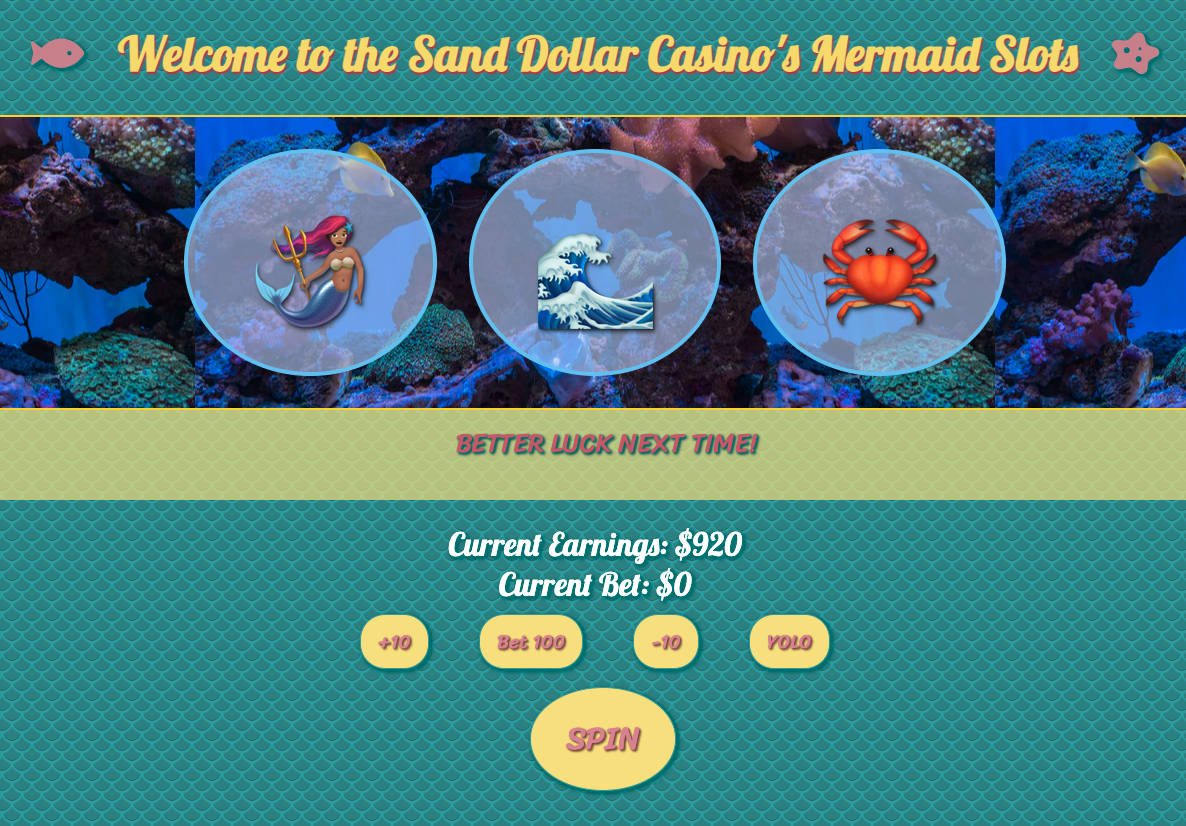 Welcome to the Sand Dollar Casino's Mermaid Slots
BETTER LUCK NEXT TIME!
Current Earnings: $920
Current Bet: $0
+10 Bet 100 -10 YOLO
SPIN